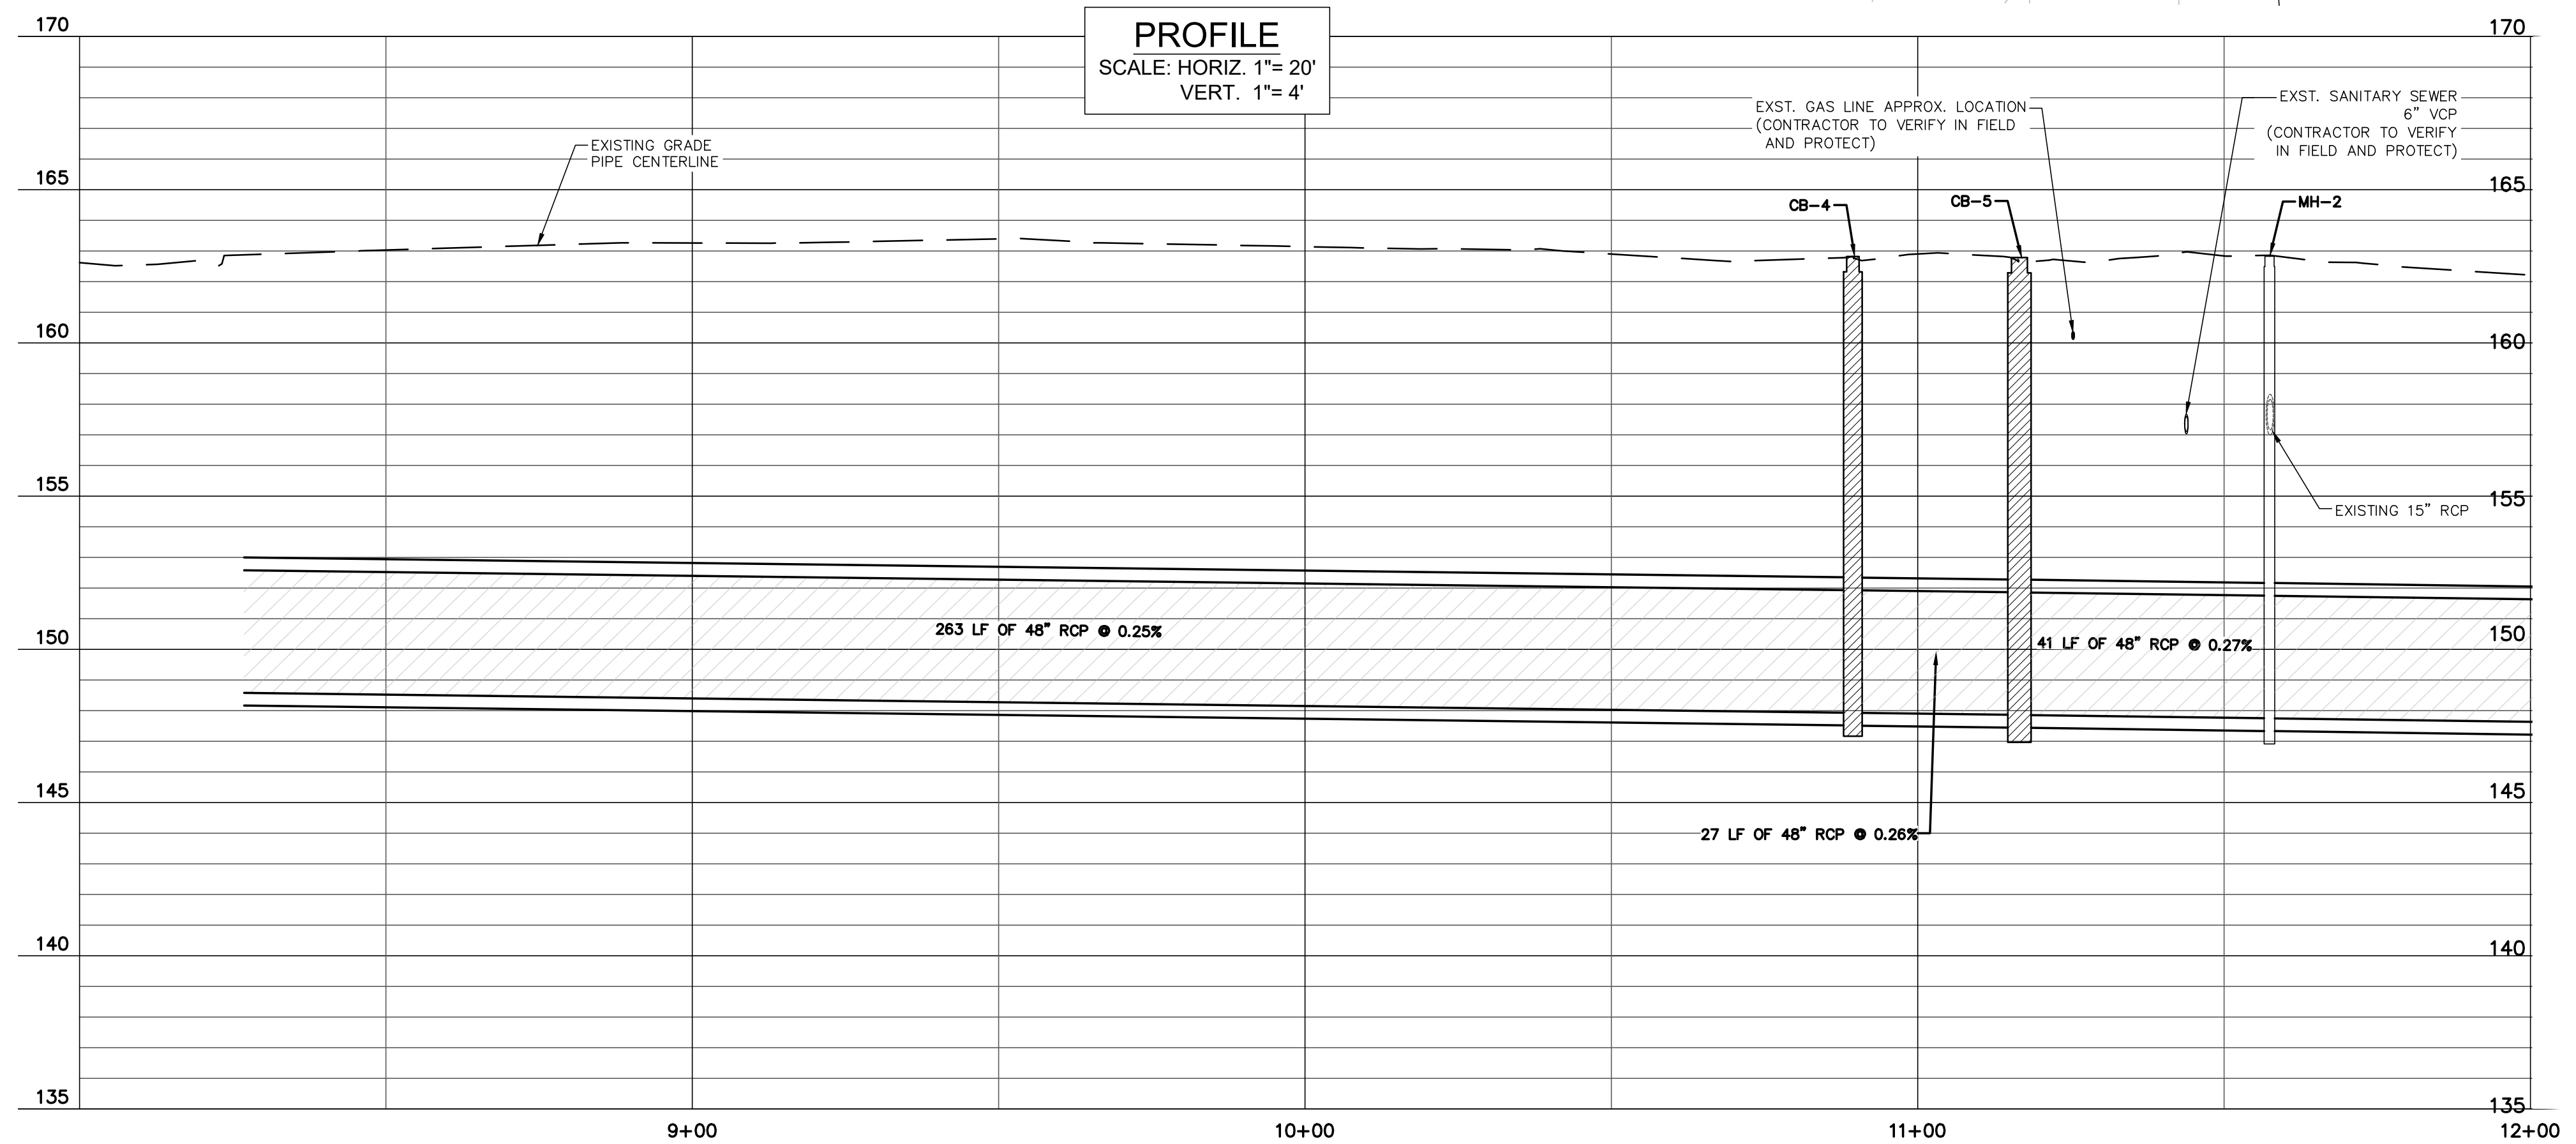 PROFILE
SCALE: HORIZ. 1"= 20'
VERT. 1"= 4'
170
170
EXST. GAS LINE APPROX. LOCATION
(CONTRACTOR TO VERIFY IN FIELD
AND PROTECT)
EXST. SANITARY SEWER
6" VCP
(CONTRACTOR TO VERIFY
IN FIELD AND PROTECT)
EXISTING GRADE
PIPE CENTERLINE
165
165
CB-4
CB-5
MH-2
160
160
155
155
EXISTING 15" RCP
150
263 LF OF 48" RCP @ 0.25%
41 LF OF 48" RCP @ 0.27%
150
145
145
27 LF OF 48" RCP @ 0.26%
140
140
135
135
9+00
10+00
11+00
12+00